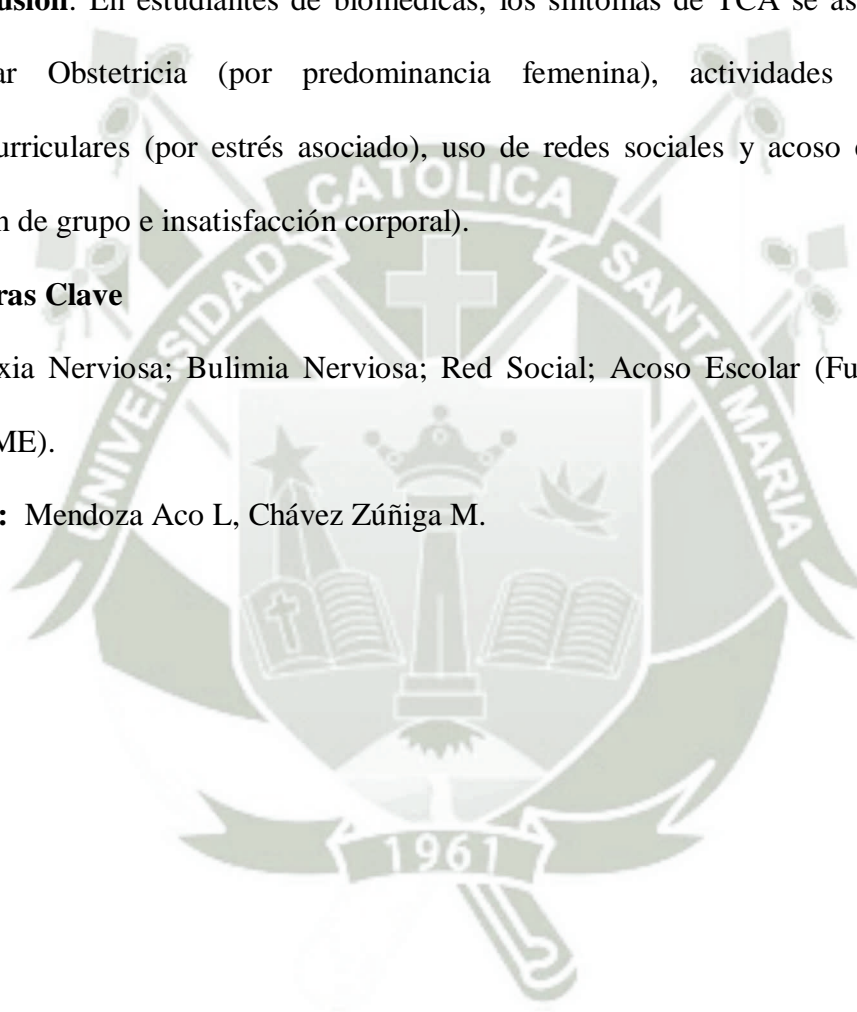 usión: En estudiantes de biomédicas, los síntomas de TCA se as
ar Obstetricia (por predominancia femenina), actividades
urriculares (por estrés asociado), uso de redes sociales y acoso
n de grupo e insatisfacción corporal).
ras Clave
xia Nerviosa; Bulimia Nerviosa; Red Social; Acoso Escolar (Fu
ME).
: Mendoza Aco L, Chávez Zúñiga M.
UNIVERSIDAD CATOLICA SANTA MARIA
1961